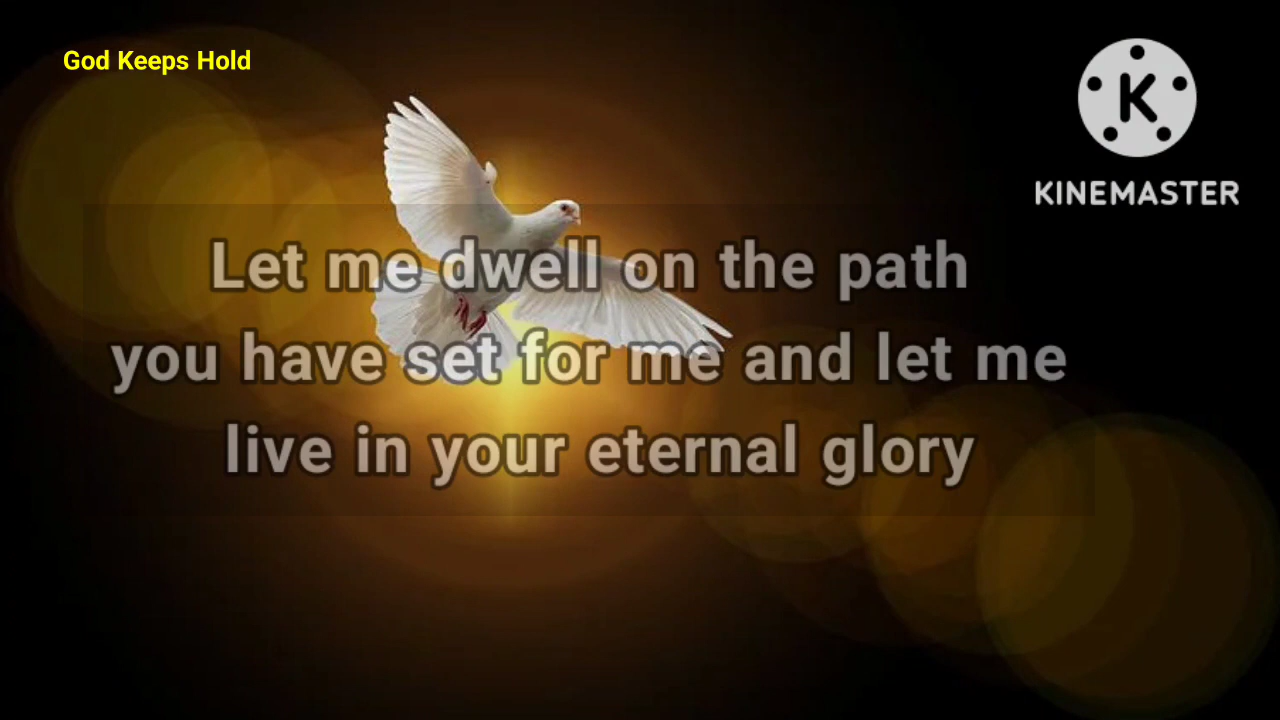 God Keeps Hold
K
KINEMASTER
Let me dwell on the path
you have set for me and let me
live in your eternal glory